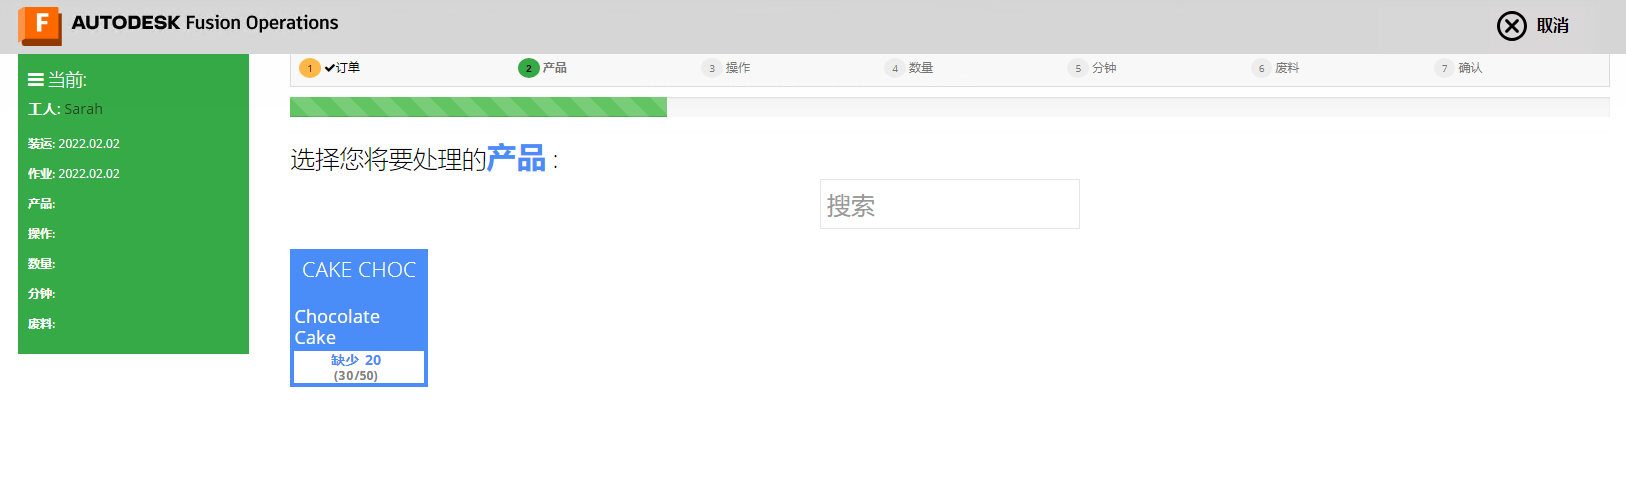 F AUTODESK Fusion Operations
取消
当前:
工人: Sarah
装运: 2022.02.02
作业: 2022.02.02
产品:
操作:
数量:
分钟:
废料:
1 订单 2 产品 3 操作 4 数量 5 分钟 6 废料 7 确认
选择您将要处理的产品 :
搜索
CAKE CHOC
Chocolate
Cake
缺少 20
(30/50)